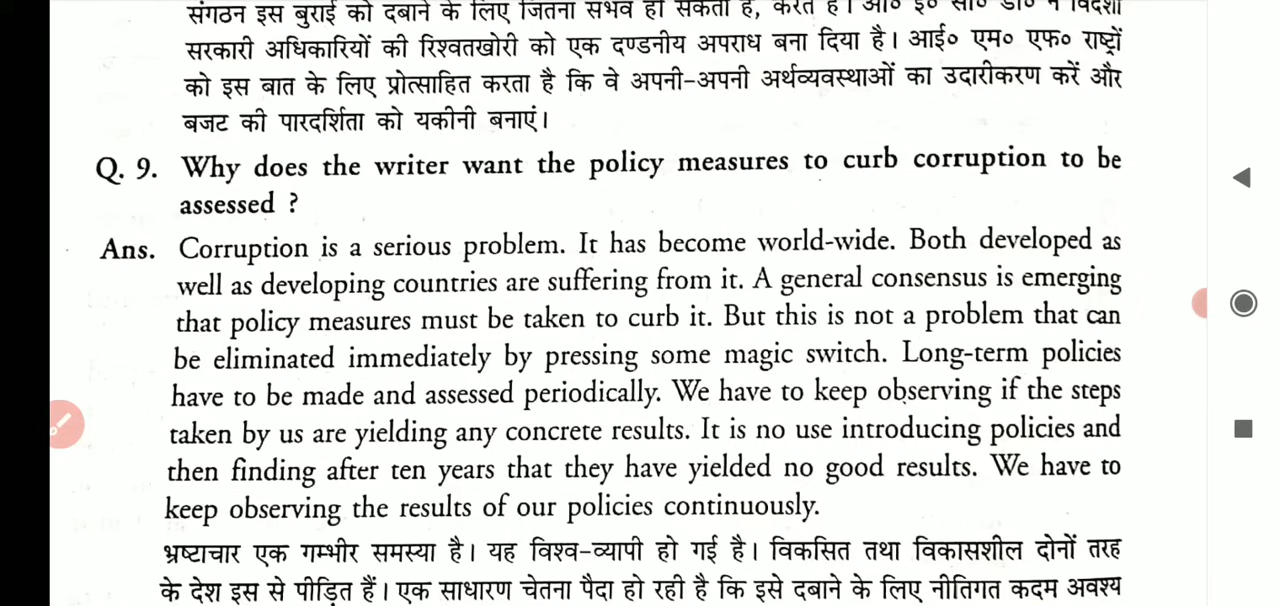 संगठन इस बुराई को दबाने के लिए जितना संभव हो सकता है, करते हैं। ओ० ई० सी० डी० ने विदेशी
सरकारी अधिकारियों की रिश्वतखोरी को एक दण्डनीय अपराध बना दिया है। आई० एम० एफ० राष्ट्रों
को इस बात के लिए प्रोत्साहित करता है कि वे अपनी-अपनी अर्थव्यवस्थाओं का उदारीकरण करें और
बजट की पारदर्शिता को यकीनी बनाएं।
Q. 9. Why does the writer want the policy measures to curb corruption to be
assessed ?
Ans. Corruption is a serious problem. It has become world-wide. Both developed as
well as developing countries are suffering from it. A general consensus is emerging
that policy measures must be taken to curb it. But this is not a problem that can
be eliminated immediately by pressing some magic switch. Long-term policies
have to be made and assessed periodically. We have to keep observing if the steps
taken by us are yielding any concrete results. It is no use introducing policies and
then finding after ten years that they have yielded no good results. We have to
keep observing the results of our policies continuously.
भ्रष्टाचार एक गम्भीर समस्या है। यह विश्व-व्यापी हो गई है। विकसित तथा विकासशील दोनों तरह
के देश इस से पीड़ित हैं। एक साधारण चेतना पैदा हो रही है कि इसे दबाने के लिए नीतिगत कदम अवश्य